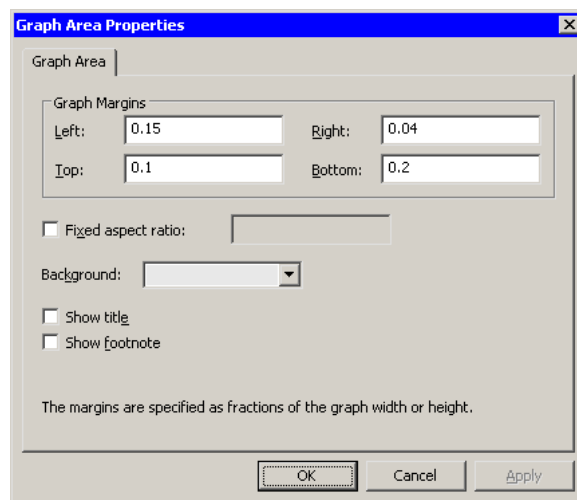 Graph Area Properties
Graph Area
Graph Margins
Left: 0.15 Right: 0.04
Top: 0.1 Bottom: 0.2
Fixed aspect ratio:
Background:
Show title
Show footnote
The margins are specified as fractions of the graph width or height.
OK Cancel Apply